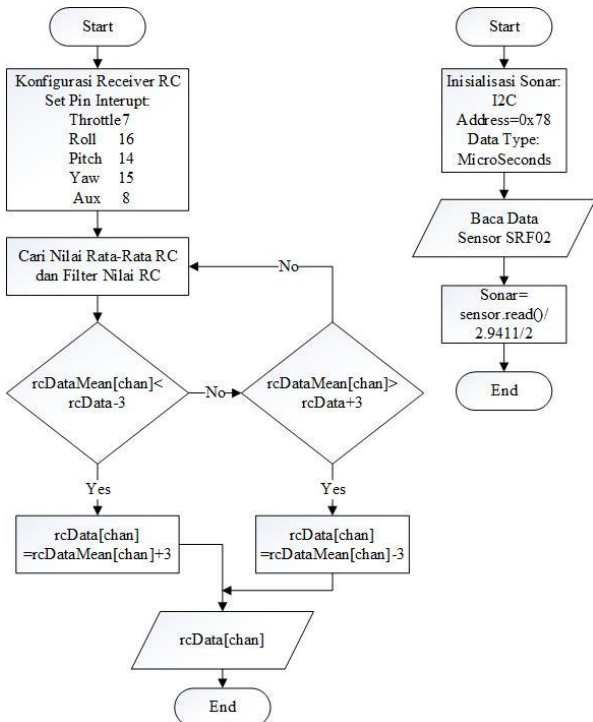 Start
Konfigurasi Receiver RC
Set Pin Interupt:
Throttle7
Roll 16
Pitch 14
Yaw 15
Aux 8
Cari Nilai Rata-Rata RC
dan Filter Nilai RC
No
rcDataMean[chan]<
rcData-3
No
rcDataMean[chan]>
rcData+3
Yes
Yes
rcData[chan]
=rcDataMean[chan]+3
rcData[chan]
=rcDataMean[chan]-3
rcData[chan]
End
Start
Inisialisasi Sonar:
I2C
Address=0x78
Data Type:
MicroSeconds
Baca Data
Sensor SRF02
Sonar=
sensor.read()/
2.9411/2
End